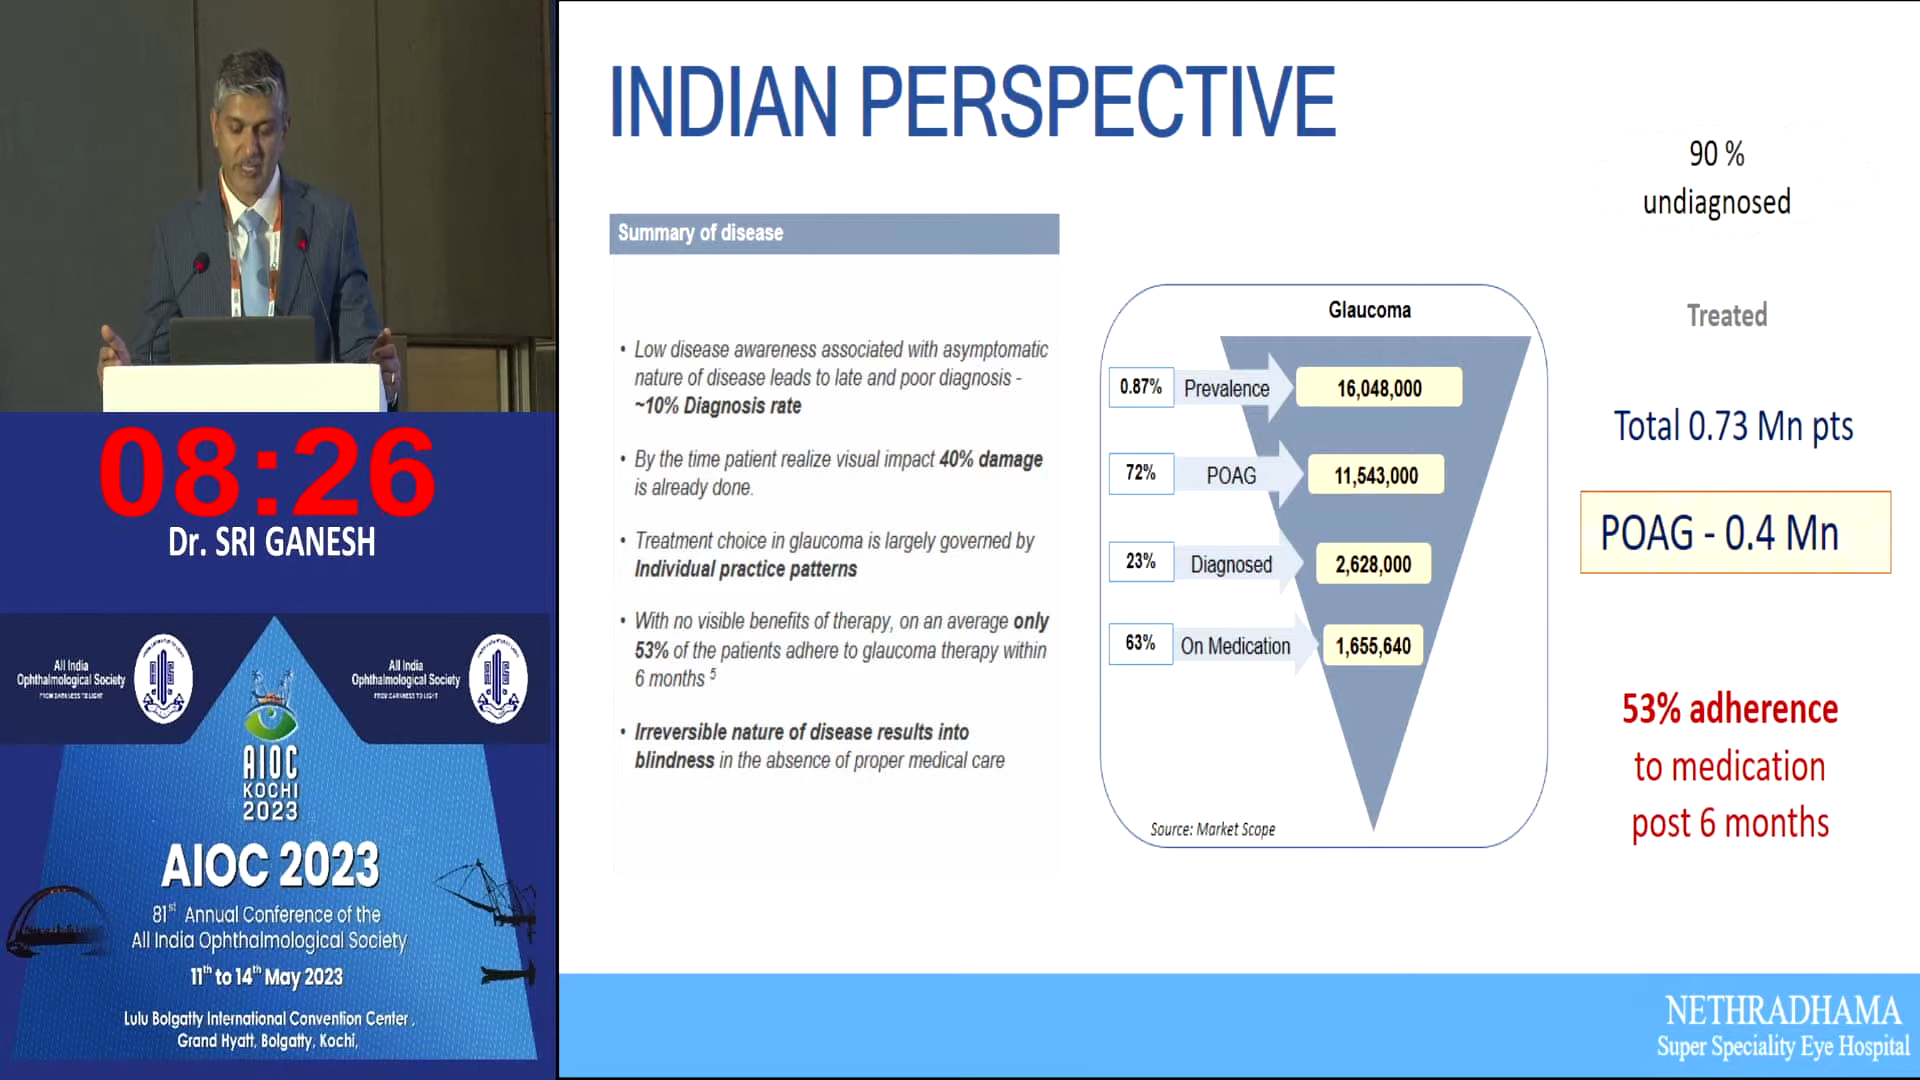 08:26
Dr. SRI GANESH
All India
Ophthalmological Society
FROM DARKNESS TO LIGHT
All India
Ophthalmological Society
FROM DARKNESS TO LIGHT
AIOC
KOCHI
2023
AIOC 2023
81st Annual Conference of the
All India Ophthalmological Society
11th to 14th May 2023
Lulu Bolgatty International Convention Center ,
Grand Hyatt, Bolgatty, Kochi,
INDIAN PERSPECTIVE
Summary of disease
• Low disease awareness associated with asymptomatic
nature of disease leads to late and poor diagnosis -
~10% Diagnosis rate
• By the time patient realize visual impact 40% damage
is already done.
• Treatment choice in glaucoma is largely governed by
Individual practice patterns
• With no visible benefits of therapy, on an average only
53% of the patients adhere to glaucoma therapy within
6 months 5
• Irreversible nature of disease results into
blindness in the absence of proper medical care
Glaucoma
0.87% Prevalence 16,048,000
72% POAG 11,543,000
23% Diagnosed 2,628,000
63% On Medication 1,655,640
Source: Market Scope
90 %
undiagnosed
Treated
Total 0.73 Mn pts
POAG - 0.4 Mn
53% adherence
to medication
post 6 months
NETHRADHAMA
Super Speciality Eye Hospital